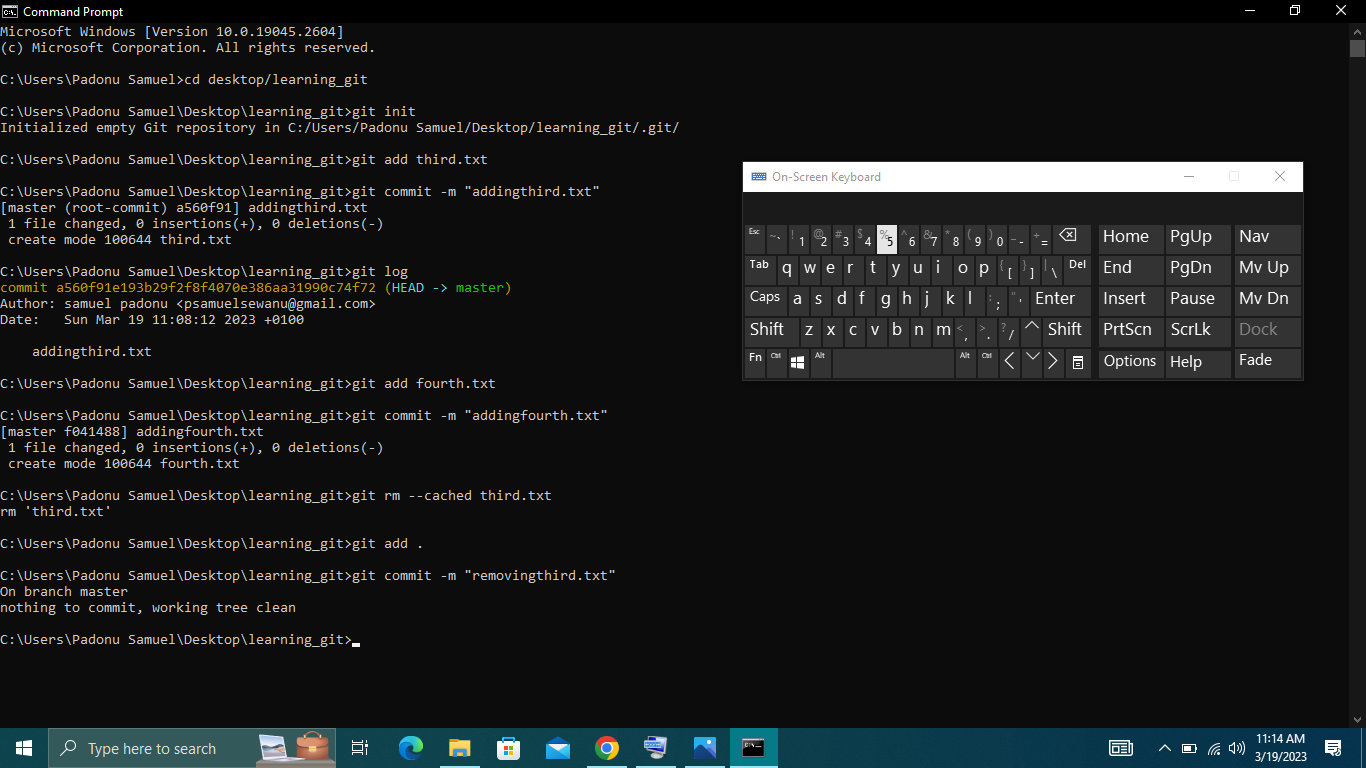 Command Prompt
Microsoft Windows [Version 10.0.19045.2604]
(c) Microsoft Corporation. All rights reserved.
C:\Users\Padonu Samuel>cd desktop/learning_git
C:\Users\Padonu Samuel\Desktop\learning_git>git init
Initialized empty Git repository in C:/Users/Padonu Samuel/Desktop/learning_git/.git/
C:\Users\Padonu Samuel\Desktop\learning_git>git add third.txt
C:\Users\Padonu Samuel\Desktop\learning_git>git commit -m "addingthird.txt"
[master (root-commit) a560f91] addingthird.txt
 1 file changed, 0 insertions(+), 0 deletions(-)
 create mode 100644 third.txt
C:\Users\Padonu Samuel\Desktop\learning_git>git log
commit a560f91e193b29f2f8f4070e386aa31990c74f72 (HEAD -> master)
Author: samuel padonu <psamuelsewanu@gmail.com>
Date:   Sun Mar 19 11:08:12 2023 +0100
    addingthird.txt
C:\Users\Padonu Samuel\Desktop\learning_git>git add fourth.txt
C:\Users\Padonu Samuel\Desktop\learning_git>git commit -m "addingfourth.txt"
[master f041488] addingfourth.txt
 1 file changed, 0 insertions(+), 0 deletions(-)
 create mode 100644 fourth.txt
C:\Users\Padonu Samuel\Desktop\learning_git>git rm --cached third.txt
rm 'third.txt'
C:\Users\Padonu Samuel\Desktop\learning_git>git add .
C:\Users\Padonu Samuel\Desktop\learning_git>git commit -m "removingthird.txt"
On branch master
nothing to commit, working tree clean
C:\Users\Padonu Samuel\Desktop\learning_git>
On-Screen Keyboard
Esc ~ ` ! 1 @ 2 # 3 $ 4 % 5 ^ 6 & 7 * 8 ( 9 ) 0 _ - + = Home PgUp Nav
Tab q w e r t y u i o p { [ } ] | \ Del End PgDn Mv Up
Caps a s d f g h j k l : ; " ' Enter Insert Pause Mv Dn
Shift z x c v b n m < , > . ? / Shift PrtScn ScrLk Dock
Fn Ctrl Alt Alt Ctrl Options Help Fade
Type here to search
11:14 AM
3/19/2023